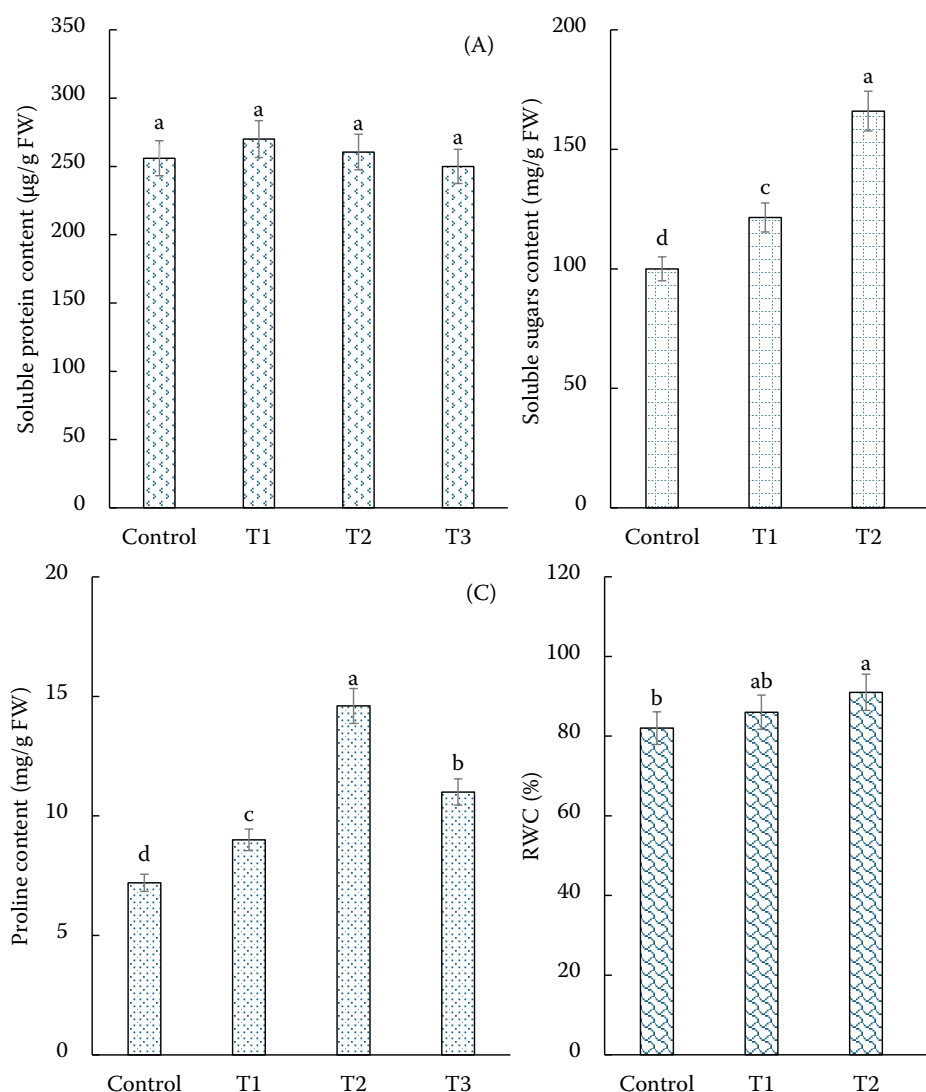 350
300
250
200
150
100
50
0
Soluble protein content (µg/g FW)
(A)
a
a
a
a
Control T1 T2 T3
200
150
100
50
0
Soluble sugars content (mg/g FW)
d
c
a
Control T1 T2
20
15
10
5
0
Proline content (mg/g FW)
(C)
d
c
a
b
Control T1 T2 T3
120
100
80
60
40
20
0
RWC (%)
b
ab
a
Control T1 T2